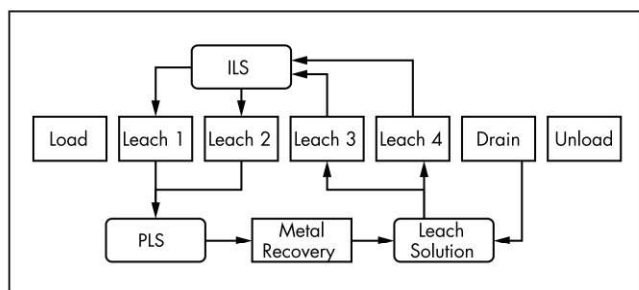 ILS
Load
Leach 1
Leach 2
Leach 3
Leach 4
Drain
Unload
PLS
Metal
Recovery
Leach
Solution